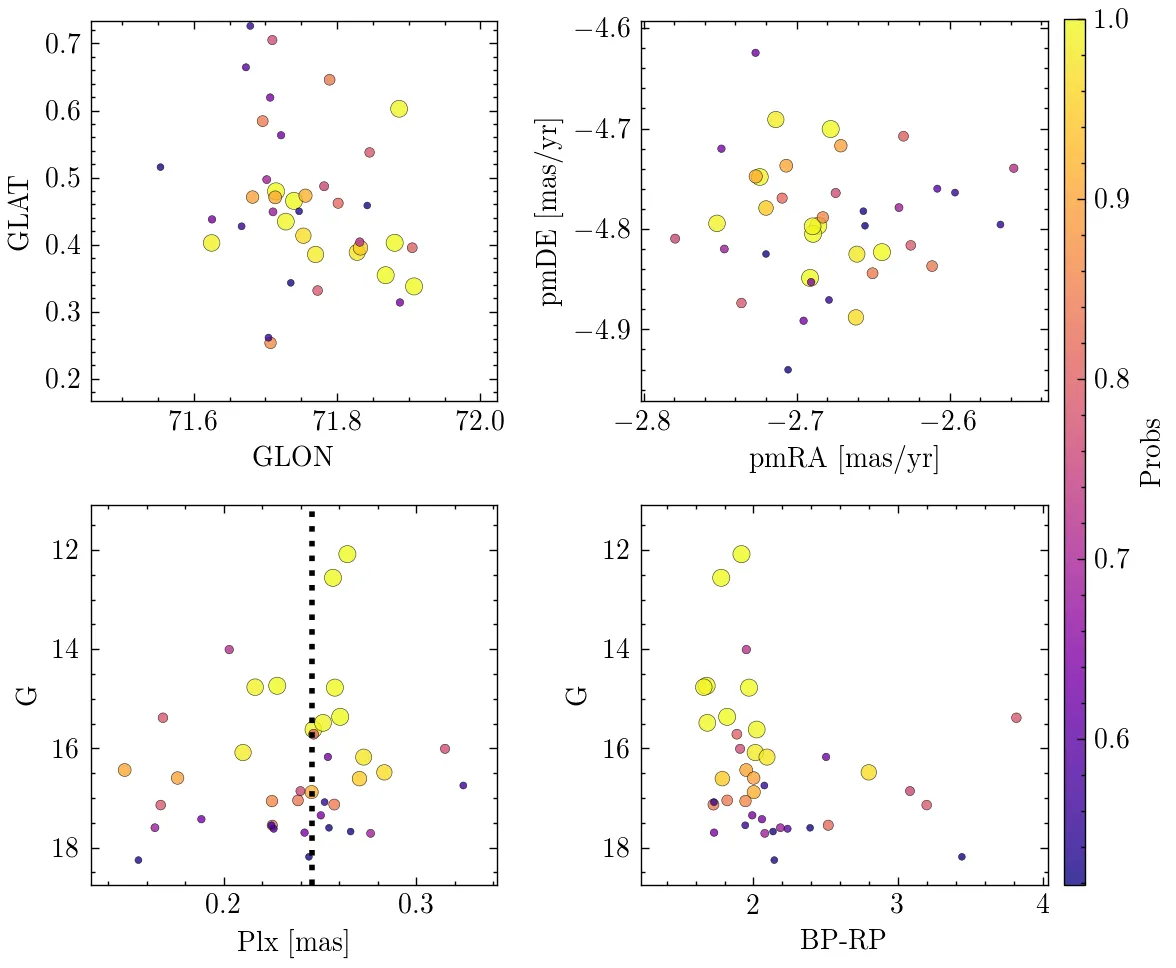 0.7
0.6
0.5
0.4
0.3
0.2
GLAT
71.6 71.8 72.0
GLON
−4.6
−4.7
−4.8
−4.9
pmDE [mas/yr]
−2.8 −2.7 −2.6
pmRA [mas/yr]
12
14
16
18
G
0.2 0.3
Plx [mas]
12
14
16
18
G
2 3 4
BP-RP
1.0
0.9
0.8
0.7
0.6
Probs